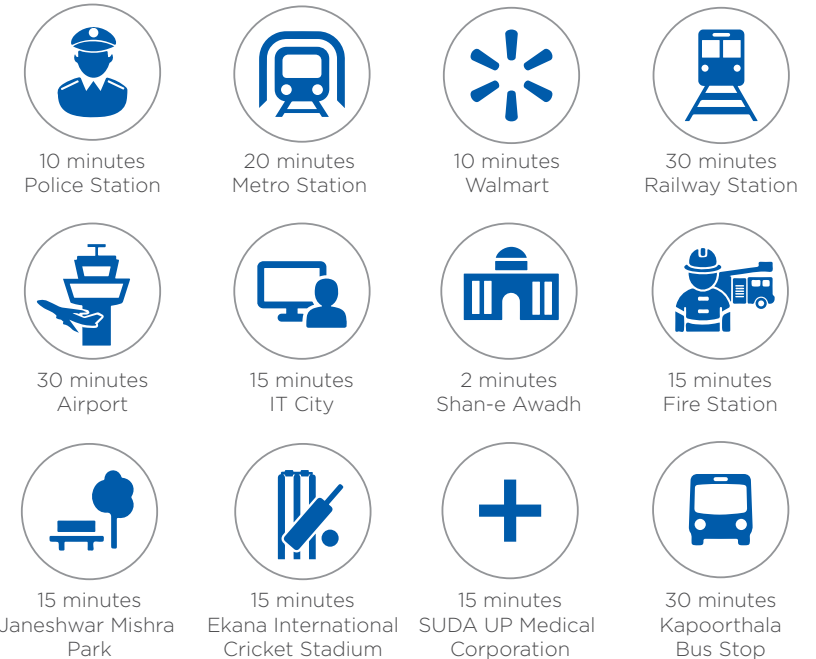 10 minutes
Police Station
20 minutes
Metro Station
10 minutes
Walmart
30 minutes
Railway Station
30 minutes
Airport
15 minutes
IT City
2 minutes
Shan-e Awadh
15 minutes
Fire Station
15 minutes
Janeshwar Mishra
Park
15 minutes
Ekana International
Cricket Stadium
15 minutes
SUDA UP Medical
Corporation
30 minutes
Kapoorthala
Bus Stop